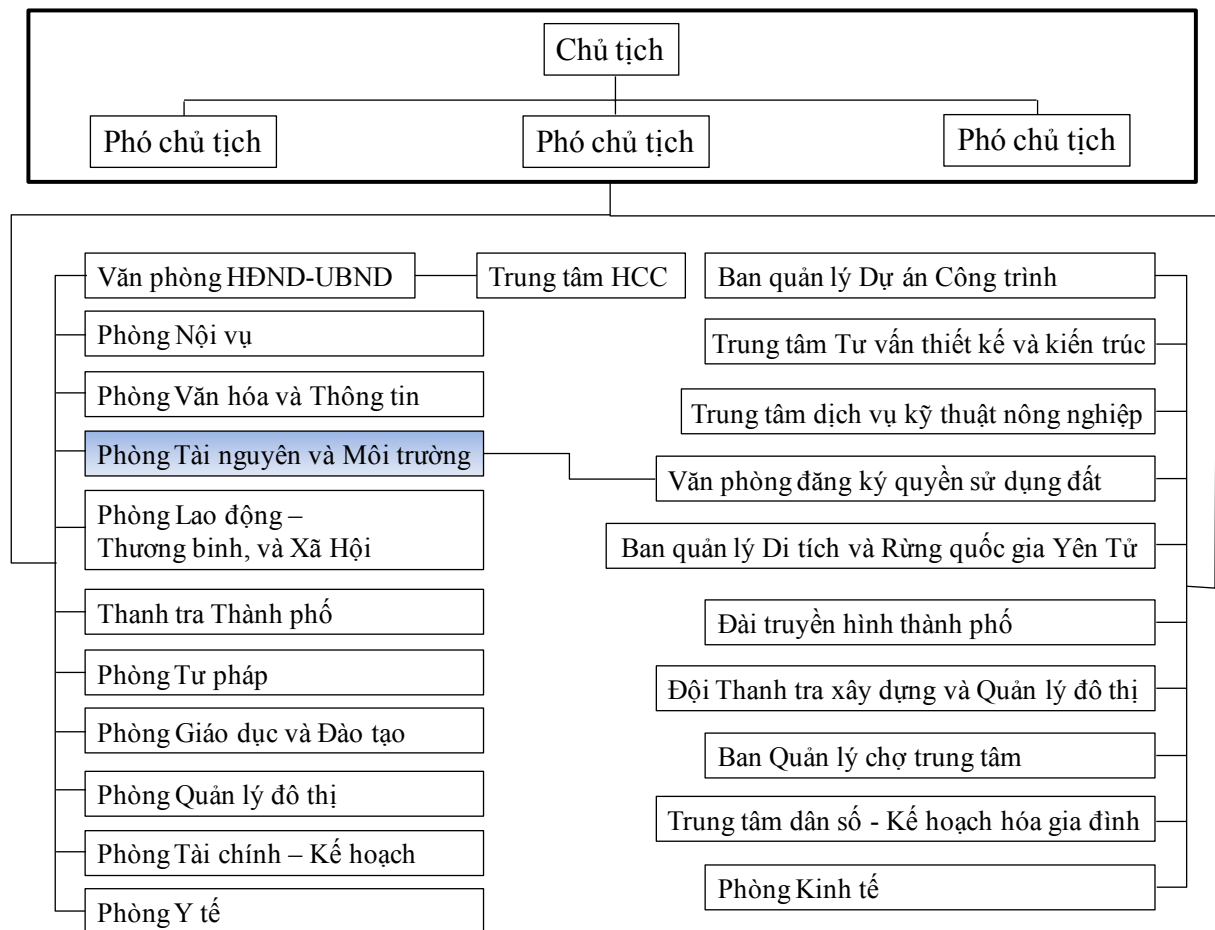 Chủ tịch
Phó chủ tịch
Phó chủ tịch
Phó chủ tịch
Văn phòng HĐND-UBND
Trung tâm HCC
Phòng Nội vụ
Phòng Văn hóa và Thông tin
Phòng Tài nguyên và Môi trường
Phòng Lao động –
Thương binh, và Xã Hội
Thanh tra Thành phố
Phòng Tư pháp
Phòng Giáo dục và Đào tạo
Phòng Quản lý đô thị
Phòng Tài chính – Kế hoạch
Phòng Y tế
Ban quản lý Dự án Công trình
Trung tâm Tư vấn thiết kế và kiến trúc
Trung tâm dịch vụ kỹ thuật nông nghiệp
Văn phòng đăng ký quyền sử dụng đất
Ban quản lý Di tích và Rừng quốc gia Yên Tử
Đài truyền hình thành phố
Đội Thanh tra xây dựng và Quản lý đô thị
Ban Quản lý chợ trung tâm
Trung tâm dân số - Kế hoạch hóa gia đình
Phòng Kinh tế